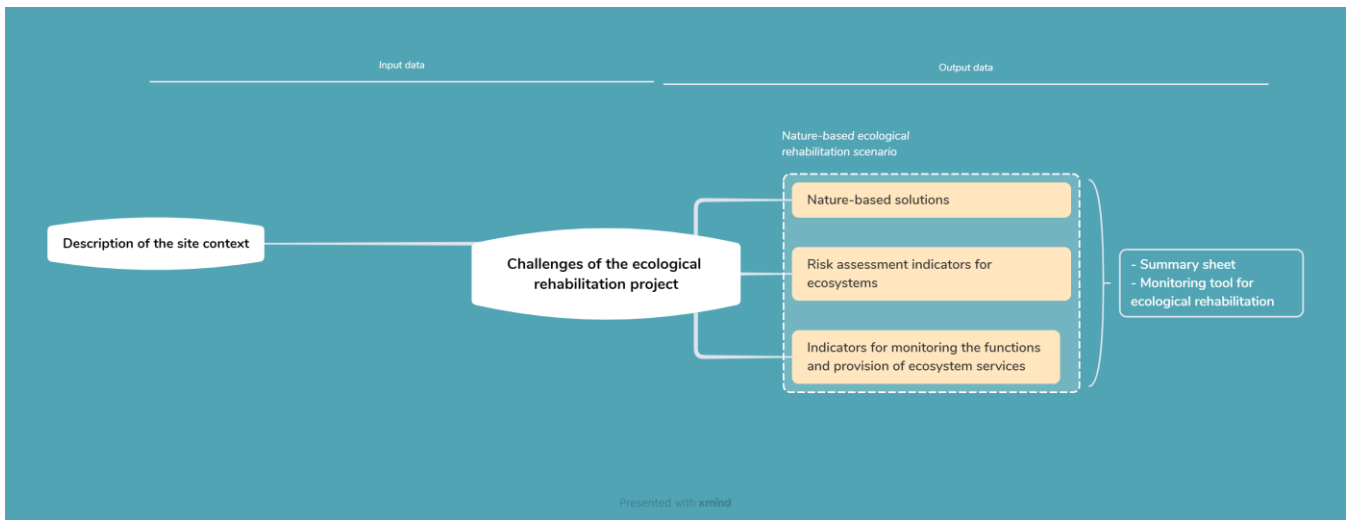 Input data
Output data
Nature-based ecological
rehabilitation scenario
Nature-based solutions
Description of the site context
Challenges of the ecological
rehabilitation project
Risk assessment indicators for
ecosystems
- Summary sheet
- Monitoring tool for
ecological rehabilitation
Indicators for monitoring the functions
and provision of ecosystem services
Presented with xmind